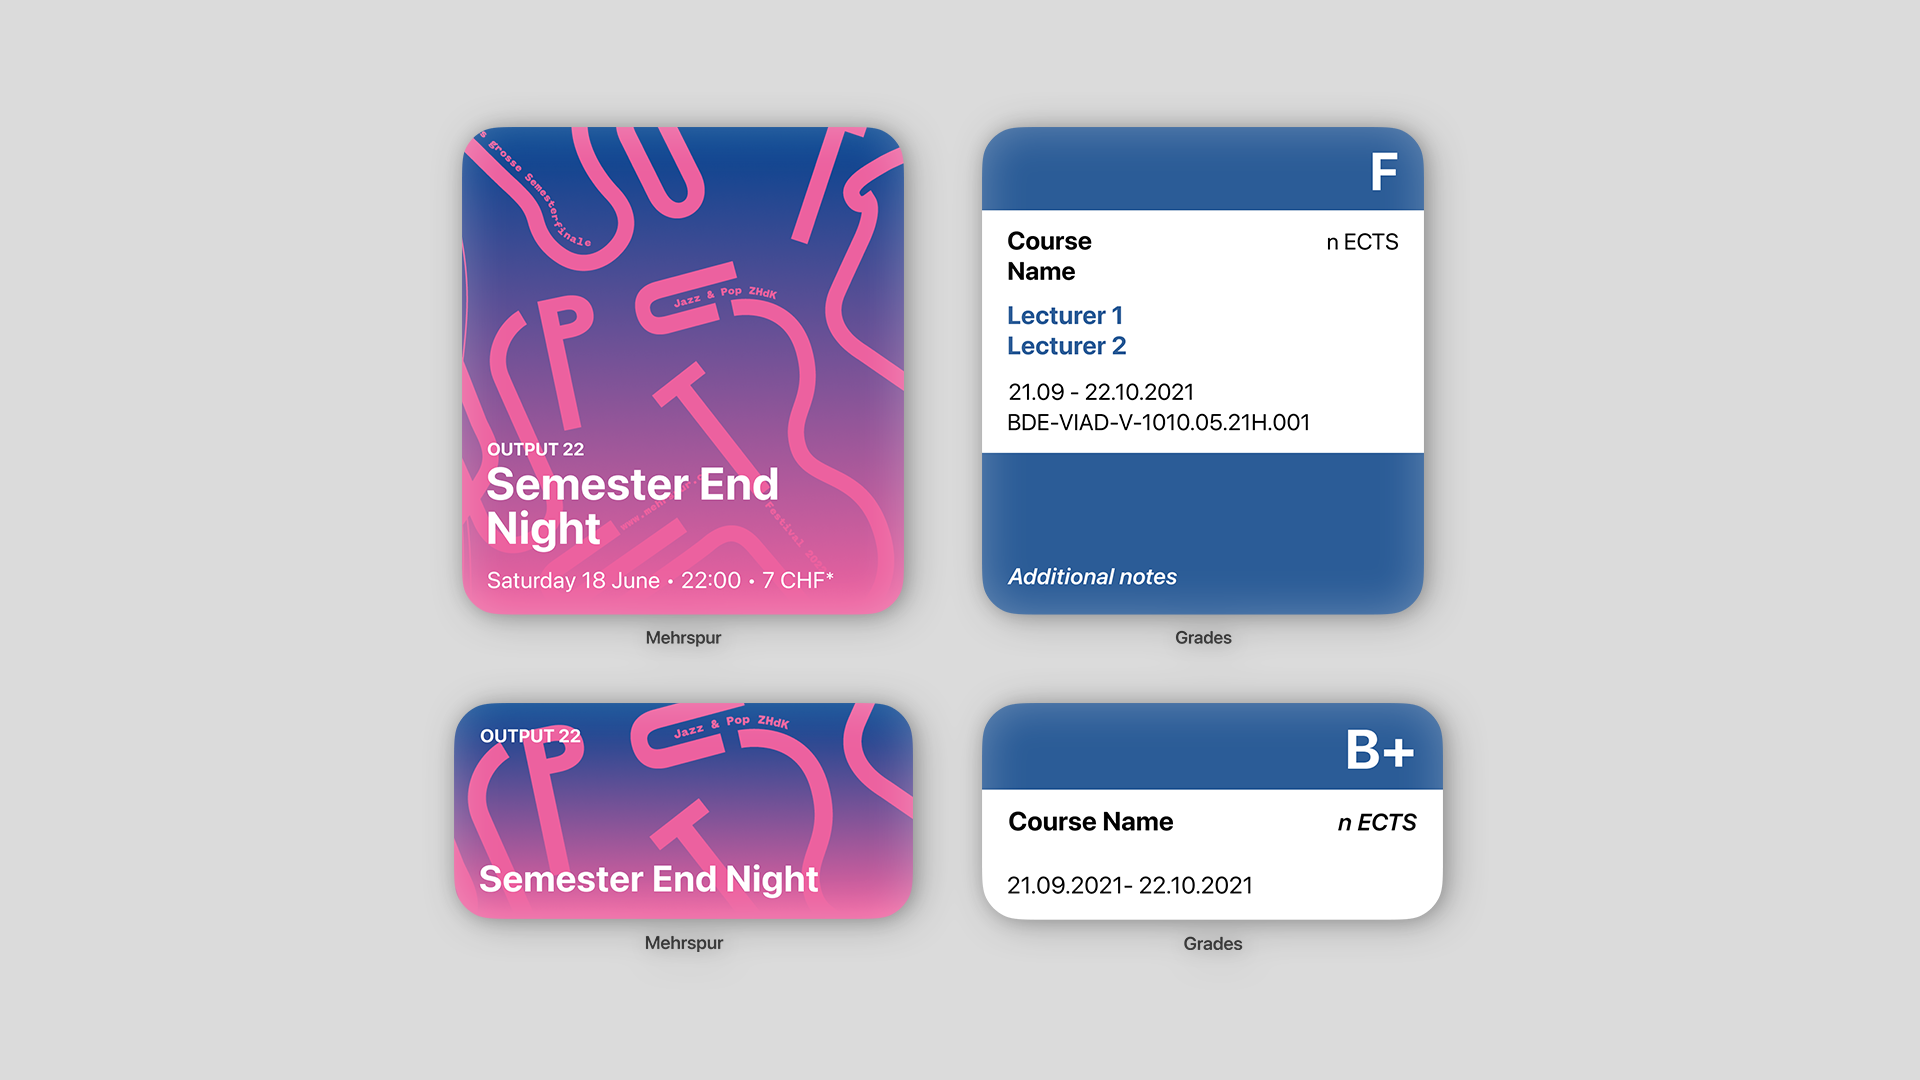 grosse Semesterfinale
Jazz & Pop ZHdK
OUTPUT 22
Semester End
Night
Festival
Saturday 18 June • 22:00 • 7 CHF*
Mehrspur
F
Course
Name
n ECTS
Lecturer 1
Lecturer 2
21.09 - 22.10.2021
BDE-VIAD-V-1010.05.21H.001
Additional notes
Grades
OUTPUT 22
Jazz & Pop ZHdK
Semester End Night
Mehrspur
B+
Course Name
n ECTS
21.09.2021- 22.10.2021
Grades